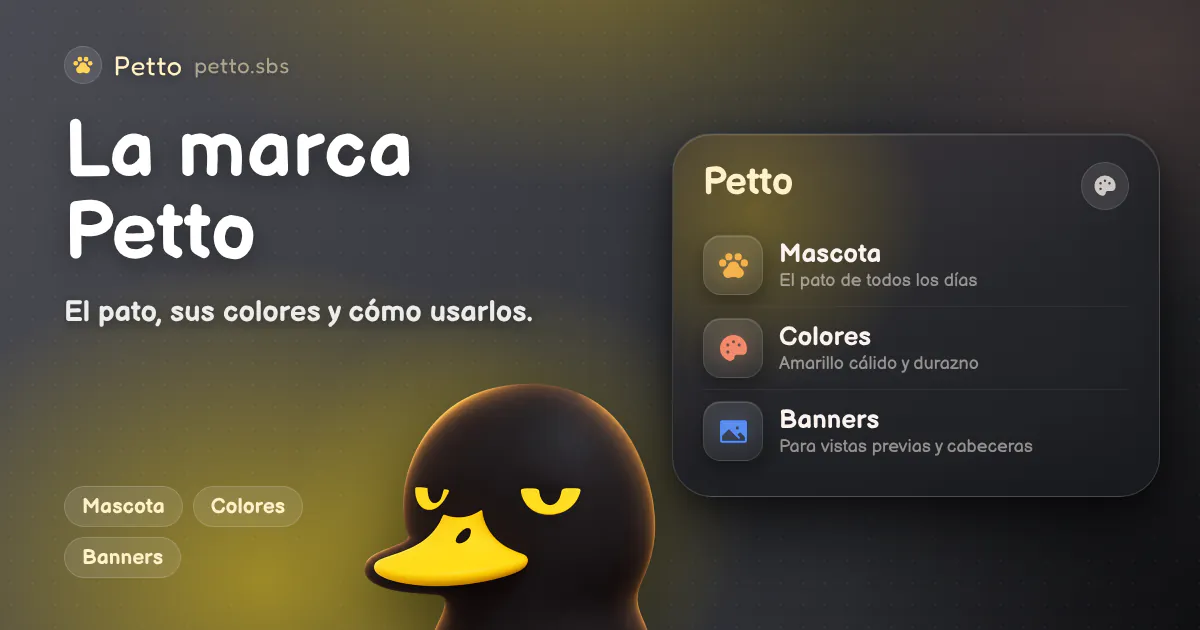 Petto petto.sbs
La marca
Petto
El pato, sus colores y cómo usarlos.
Mascota
Colores
Banners
Petto
Mascota
El pato de todos los días
Colores
Amarillo cálido y durazno
Banners
Para vistas previas y cabeceras